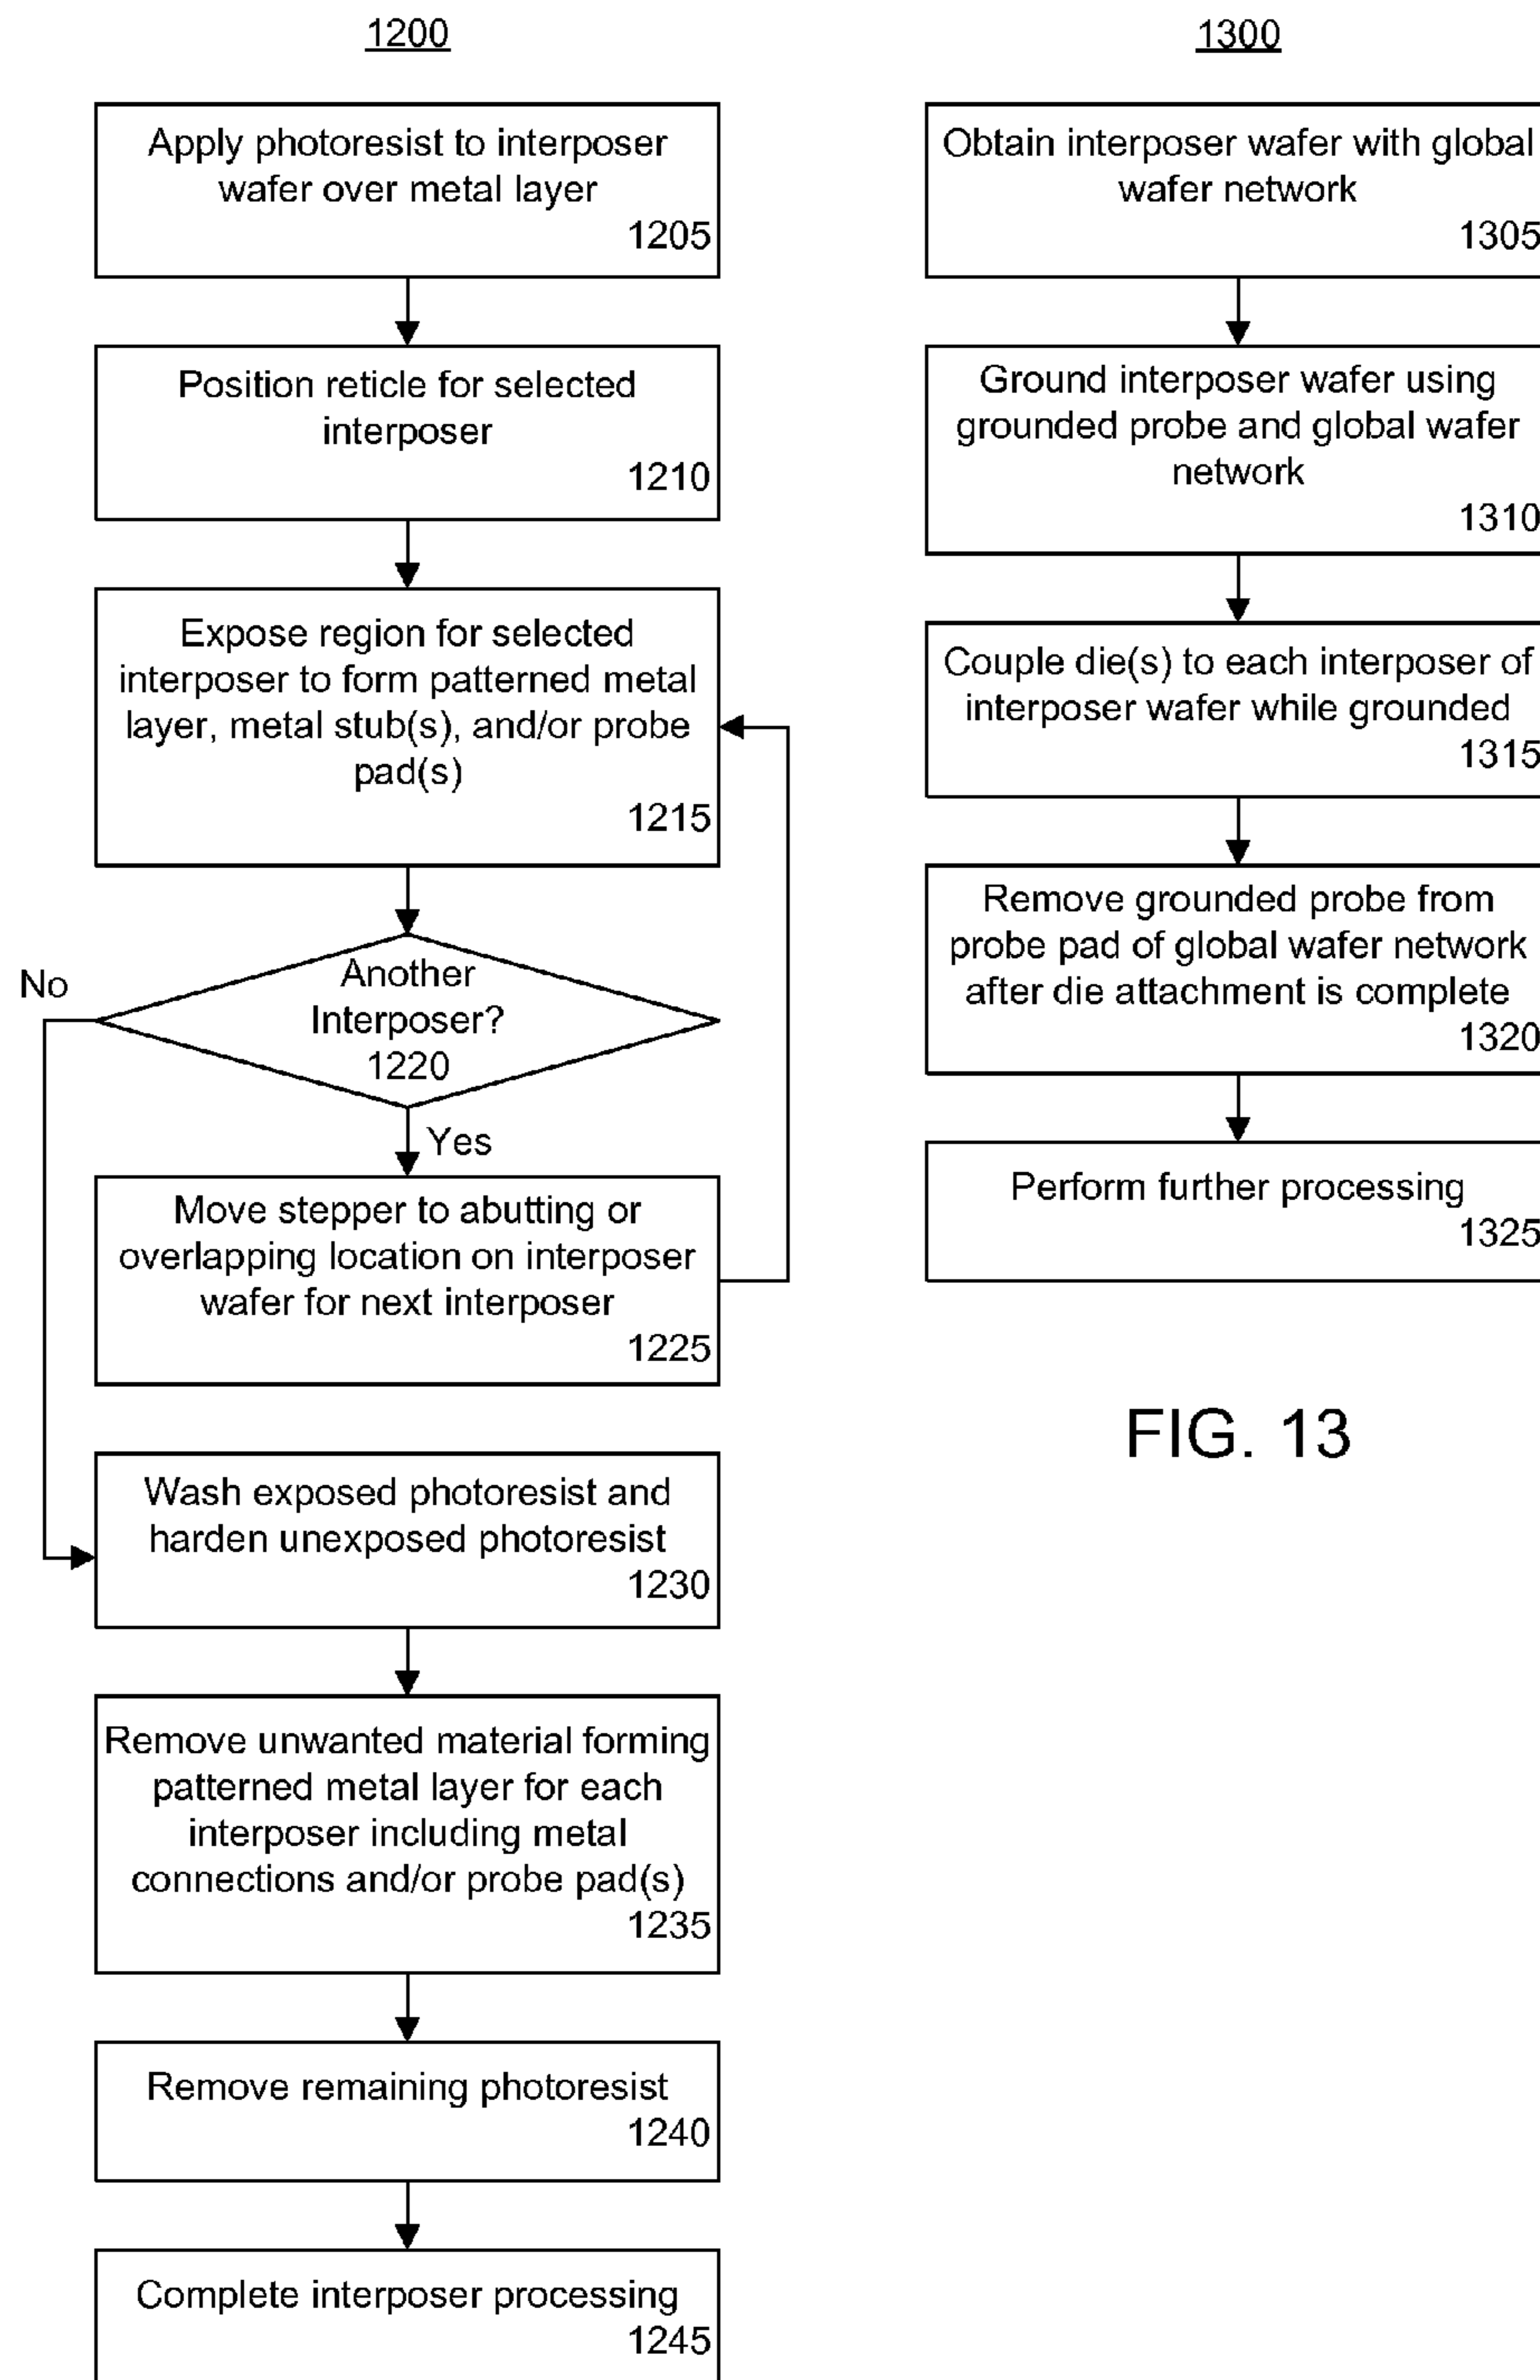 1200
Apply photoresist to interposer
wafer over metal layer
1205
Position reticle for selected
interposer
1210
Expose region for selected
interposer to form patterned metal
layer, metal stub(s), and/or probe
pad(s)
1215
Another
Interposer?
1220
No
Yes
Move stepper to abutting or
overlapping location on interposer
wafer for next interposer
1225
Wash exposed photoresist and
harden unexposed photoresist
1230
Remove unwanted material forming
patterned metal layer for each
interposer including metal
connections and/or probe pad(s)
1235
Remove remaining photoresist
1240
Complete interposer processing
1245
1300
Obtain interposer wafer with global
wafer network
1305
Ground interposer wafer using
grounded probe and global wafer
network
1310
Couple die(s) to each interposer of
interposer wafer while grounded
1315
Remove grounded probe from
probe pad of global wafer network
after die attachment is complete
1320
Perform further processing
1325
FIG. 13